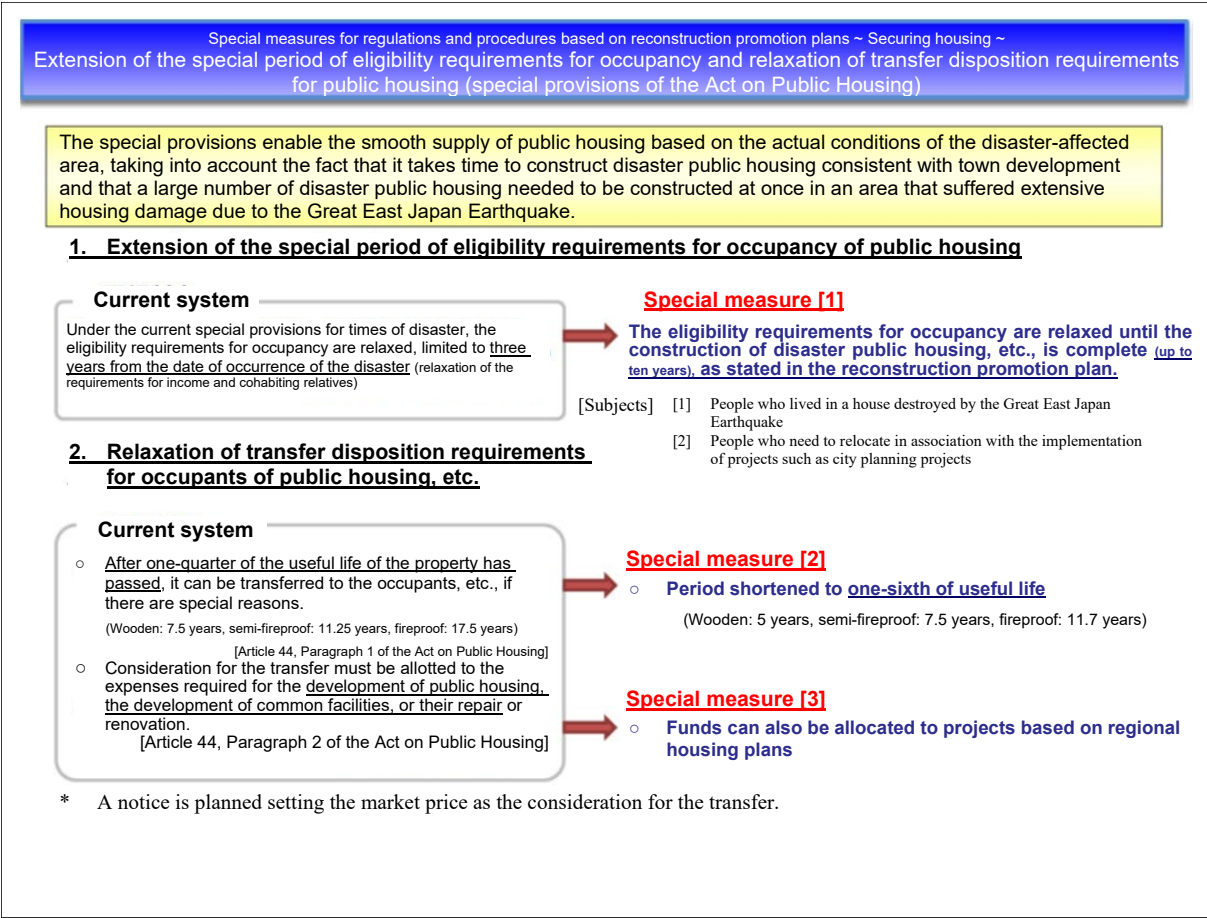 Special measures for regulations and procedures based on reconstruction promotion plans ~ Securing housing ~
Extension of the special period of eligibility requirements for occupancy and relaxation of transfer disposition requirements
for public housing (special provisions of the Act on Public Housing)
The special provisions enable the smooth supply of public housing based on the actual conditions of the disaster-affected
area, taking into account the fact that it takes time to construct disaster public housing consistent with town development
and that a large number of disaster public housing needed to be constructed at once in an area that suffered extensive
housing damage due to the Great East Japan Earthquake.
1. Extension of the special period of eligibility requirements for occupancy of public housing
Current system
Under the current special provisions for times of disaster, the
eligibility requirements for occupancy are relaxed, limited to three
years from the date of occurrence of the disaster (relaxation of the
requirements for income and cohabiting relatives)
Special measure [1]
The eligibility requirements for occupancy are relaxed until the
construction of disaster public housing, etc., is complete (up to
ten years), as stated in the reconstruction promotion plan.
[Subjects] [1] People who lived in a house destroyed by the Great East Japan
Earthquake
[2] People who need to relocate in association with the implementation
of projects such as city planning projects
2. Relaxation of transfer disposition requirements
for occupants of public housing, etc.
Current system
○ After one-quarter of the useful life of the property has
passed, it can be transferred to the occupants, etc., if
there are special reasons.
(Wooden: 7.5 years, semi-fireproof: 11.25 years, fireproof: 17.5 years)
[Article 44, Paragraph 1 of the Act on Public Housing]
○ Consideration for the transfer must be allotted to the
expenses required for the development of public housing,
the development of common facilities, or their repair or
renovation.
[Article 44, Paragraph 2 of the Act on Public Housing]
Special measure [2]
○ Period shortened to one-sixth of useful life
(Wooden: 5 years, semi-fireproof: 7.5 years, fireproof: 11.7 years)
Special measure [3]
○ Funds can also be allocated to projects based on regional
housing plans
* A notice is planned setting the market price as the consideration for the transfer.